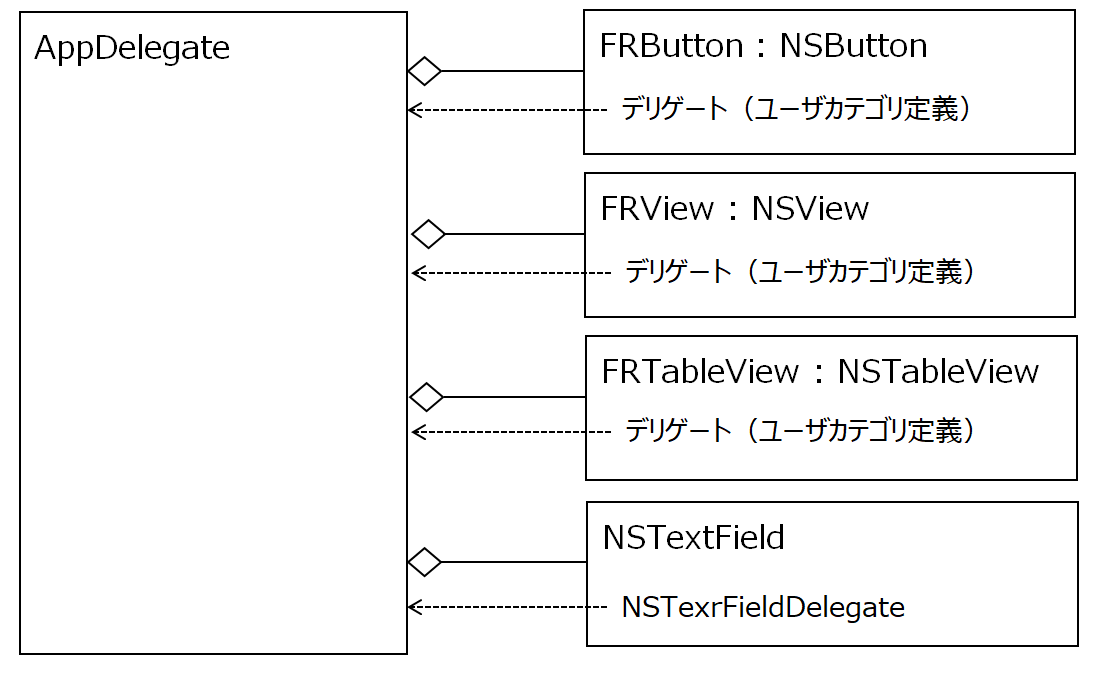 AppDelegate
FRButton : NSButton
デリゲート（ユーザカテゴリ定義）
FRView : NSView
デリゲート（ユーザカテゴリ定義）
FRTableView : NSTableView
デリゲート（ユーザカテゴリ定義）
NSTextField
NSTexrFieldDelegate